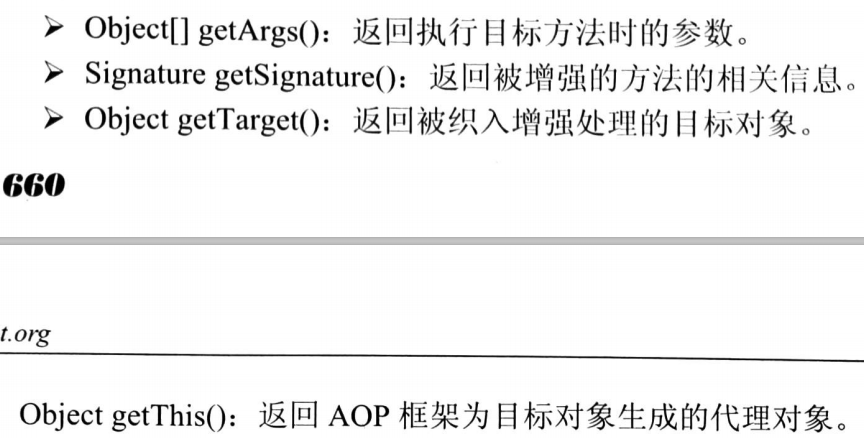 ➤ Object[] getArgs()：返回执行目标方法时的参数。
➤ Signature getSignature()：返回被增强的方法的相关信息。
➤ Object getTarget()：返回被织入增强处理的目标对象。
660
t.org
Object getThis()：返回 AOP 框架为目标对象生成的代理对象。